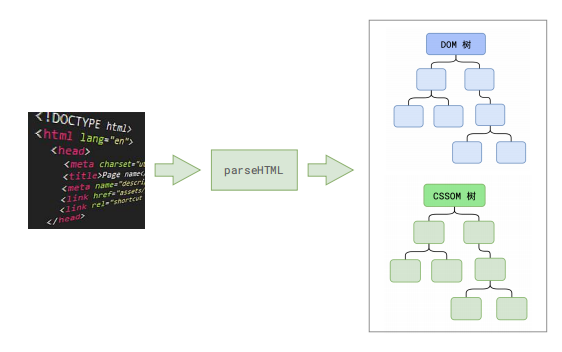 <!DOCTYPE html>
<html lang="en">
<head>
<meta charset="ut
<title>Page name</
<meta name="descri
<link href="assets/
<link rel="shortcut
</head>
parseHTML
DOM 树
CSSOM 树